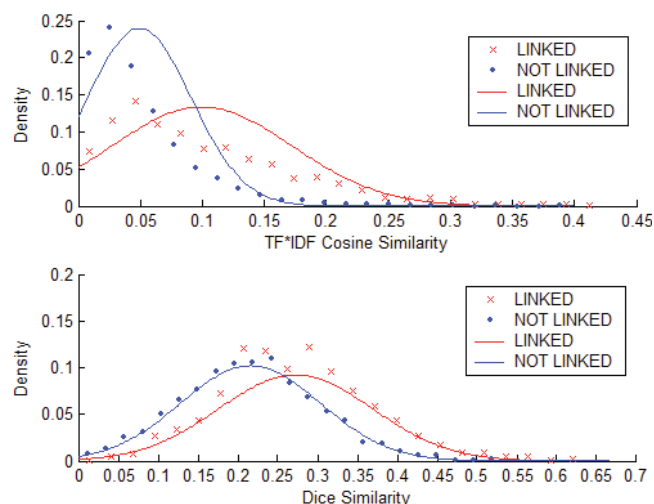 0.25
0.2
0.15
0.1
0.05
0
Density
0 0.05 0.1 0.15 0.2 0.25 0.3 0.35 0.4 0.45
TF*IDF Cosine Similarity
LINKED
NOT LINKED
LINKED
NOT LINKED
0.2
0.15
0.1
0.05
0
Density
0 0.05 0.1 0.15 0.2 0.25 0.3 0.35 0.4 0.45 0.5 0.55 0.6 0.65 0.7
Dice Similarity
LINKED
NOT LINKED
LINKED
NOT LINKED